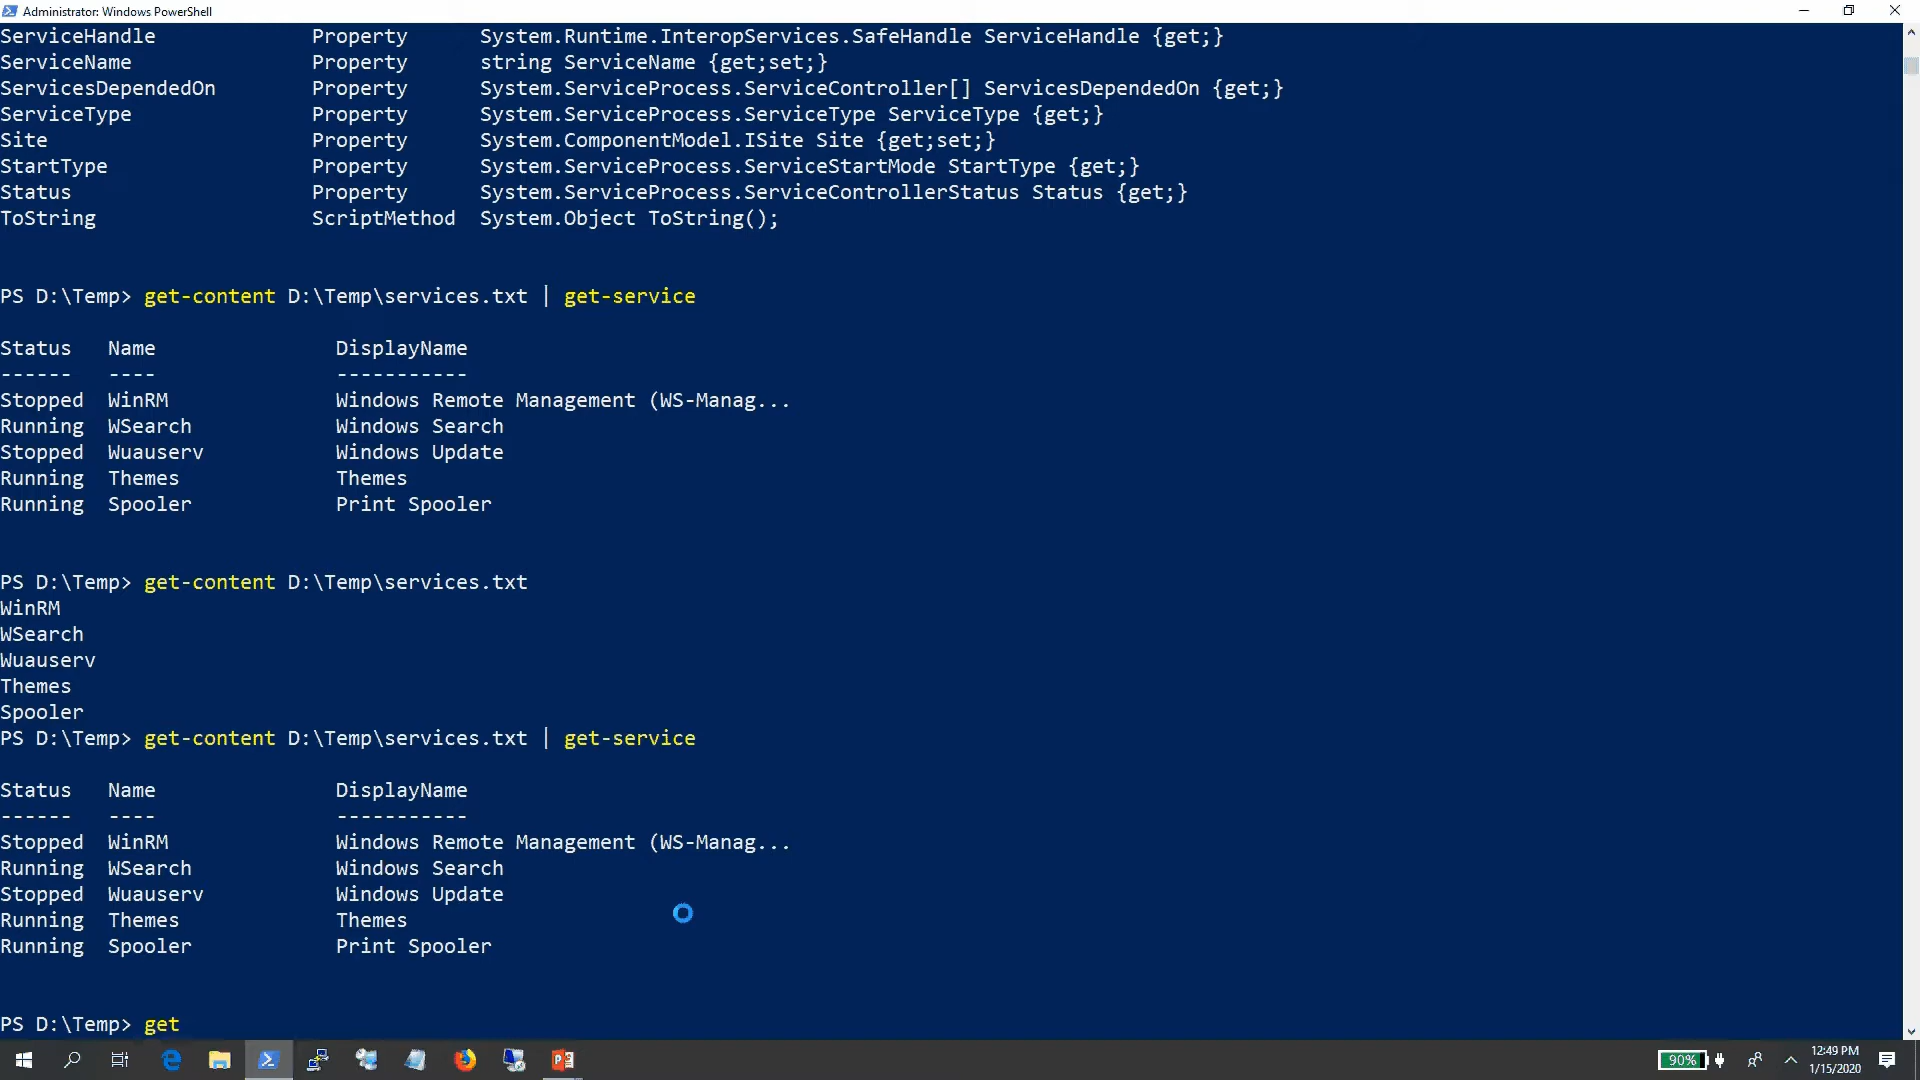 Administrator: Windows PowerShell
ServiceHandle Property System.Runtime.InteropServices.SafeHandle ServiceHandle {get;}
ServiceName Property string ServiceName {get;set;}
ServicesDependedOn Property System.ServiceProcess.ServiceController[] ServicesDependedOn {get;}
ServiceType Property System.ServiceProcess.ServiceType ServiceType {get;}
Site Property System.ComponentModel.ISite Site {get;set;}
StartType Property System.ServiceProcess.ServiceStartMode StartType {get;}
Status Property System.ServiceProcess.ServiceControllerStatus Status {get;}
ToString ScriptMethod System.Object ToString();
PS D:\Temp> get-content D:\Temp\services.txt | get-service
Status Name DisplayName
------ ---- -----------
Stopped WinRM Windows Remote Management (WS-Manag...
Running WSearch Windows Search
Stopped Wuauserv Windows Update
Running Themes Themes
Running Spooler Print Spooler
PS D:\Temp> get-content D:\Temp\services.txt
WinRM
WSearch
Wuauserv
Themes
Spooler
PS D:\Temp> get-content D:\Temp\services.txt | get-service
Status Name DisplayName
------ ---- -----------
Stopped WinRM Windows Remote Management (WS-Manag...
Running WSearch Windows Search
Stopped Wuauserv Windows Update
Running Themes Themes
Running Spooler Print Spooler
PS D:\Temp> get
90%
12:49 PM
1/15/2020